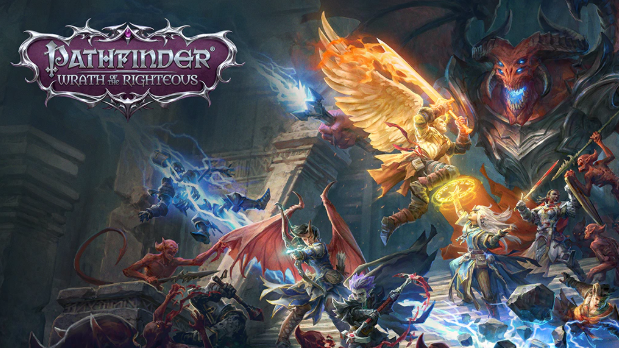 PATHFINDER
WRATH OF THE RIGHTEOUS